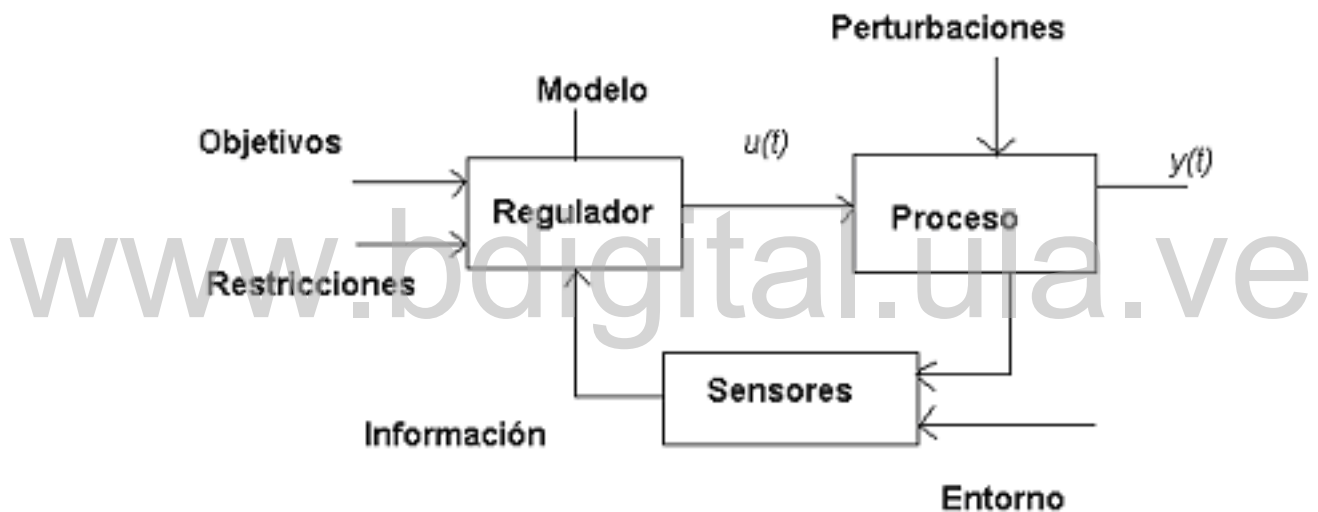 Perturbaciones
Modelo
Objetivos
u(t)
y(t)
Regulador
Proceso
www.bdigital.ula.ve
Restricciones
Sensores
Información
Entorno